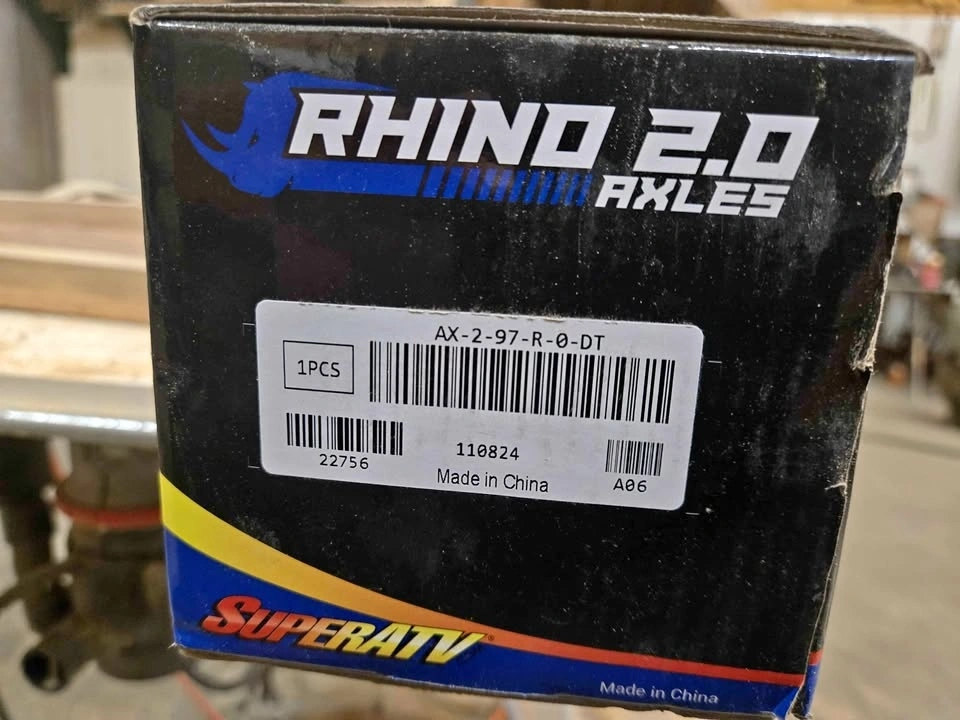 RHINO 2.0
AXLES
AX-2-97-R-0-DT
1PCS
22756
110824
Made in China
A06
SUPERATV®
Made in China